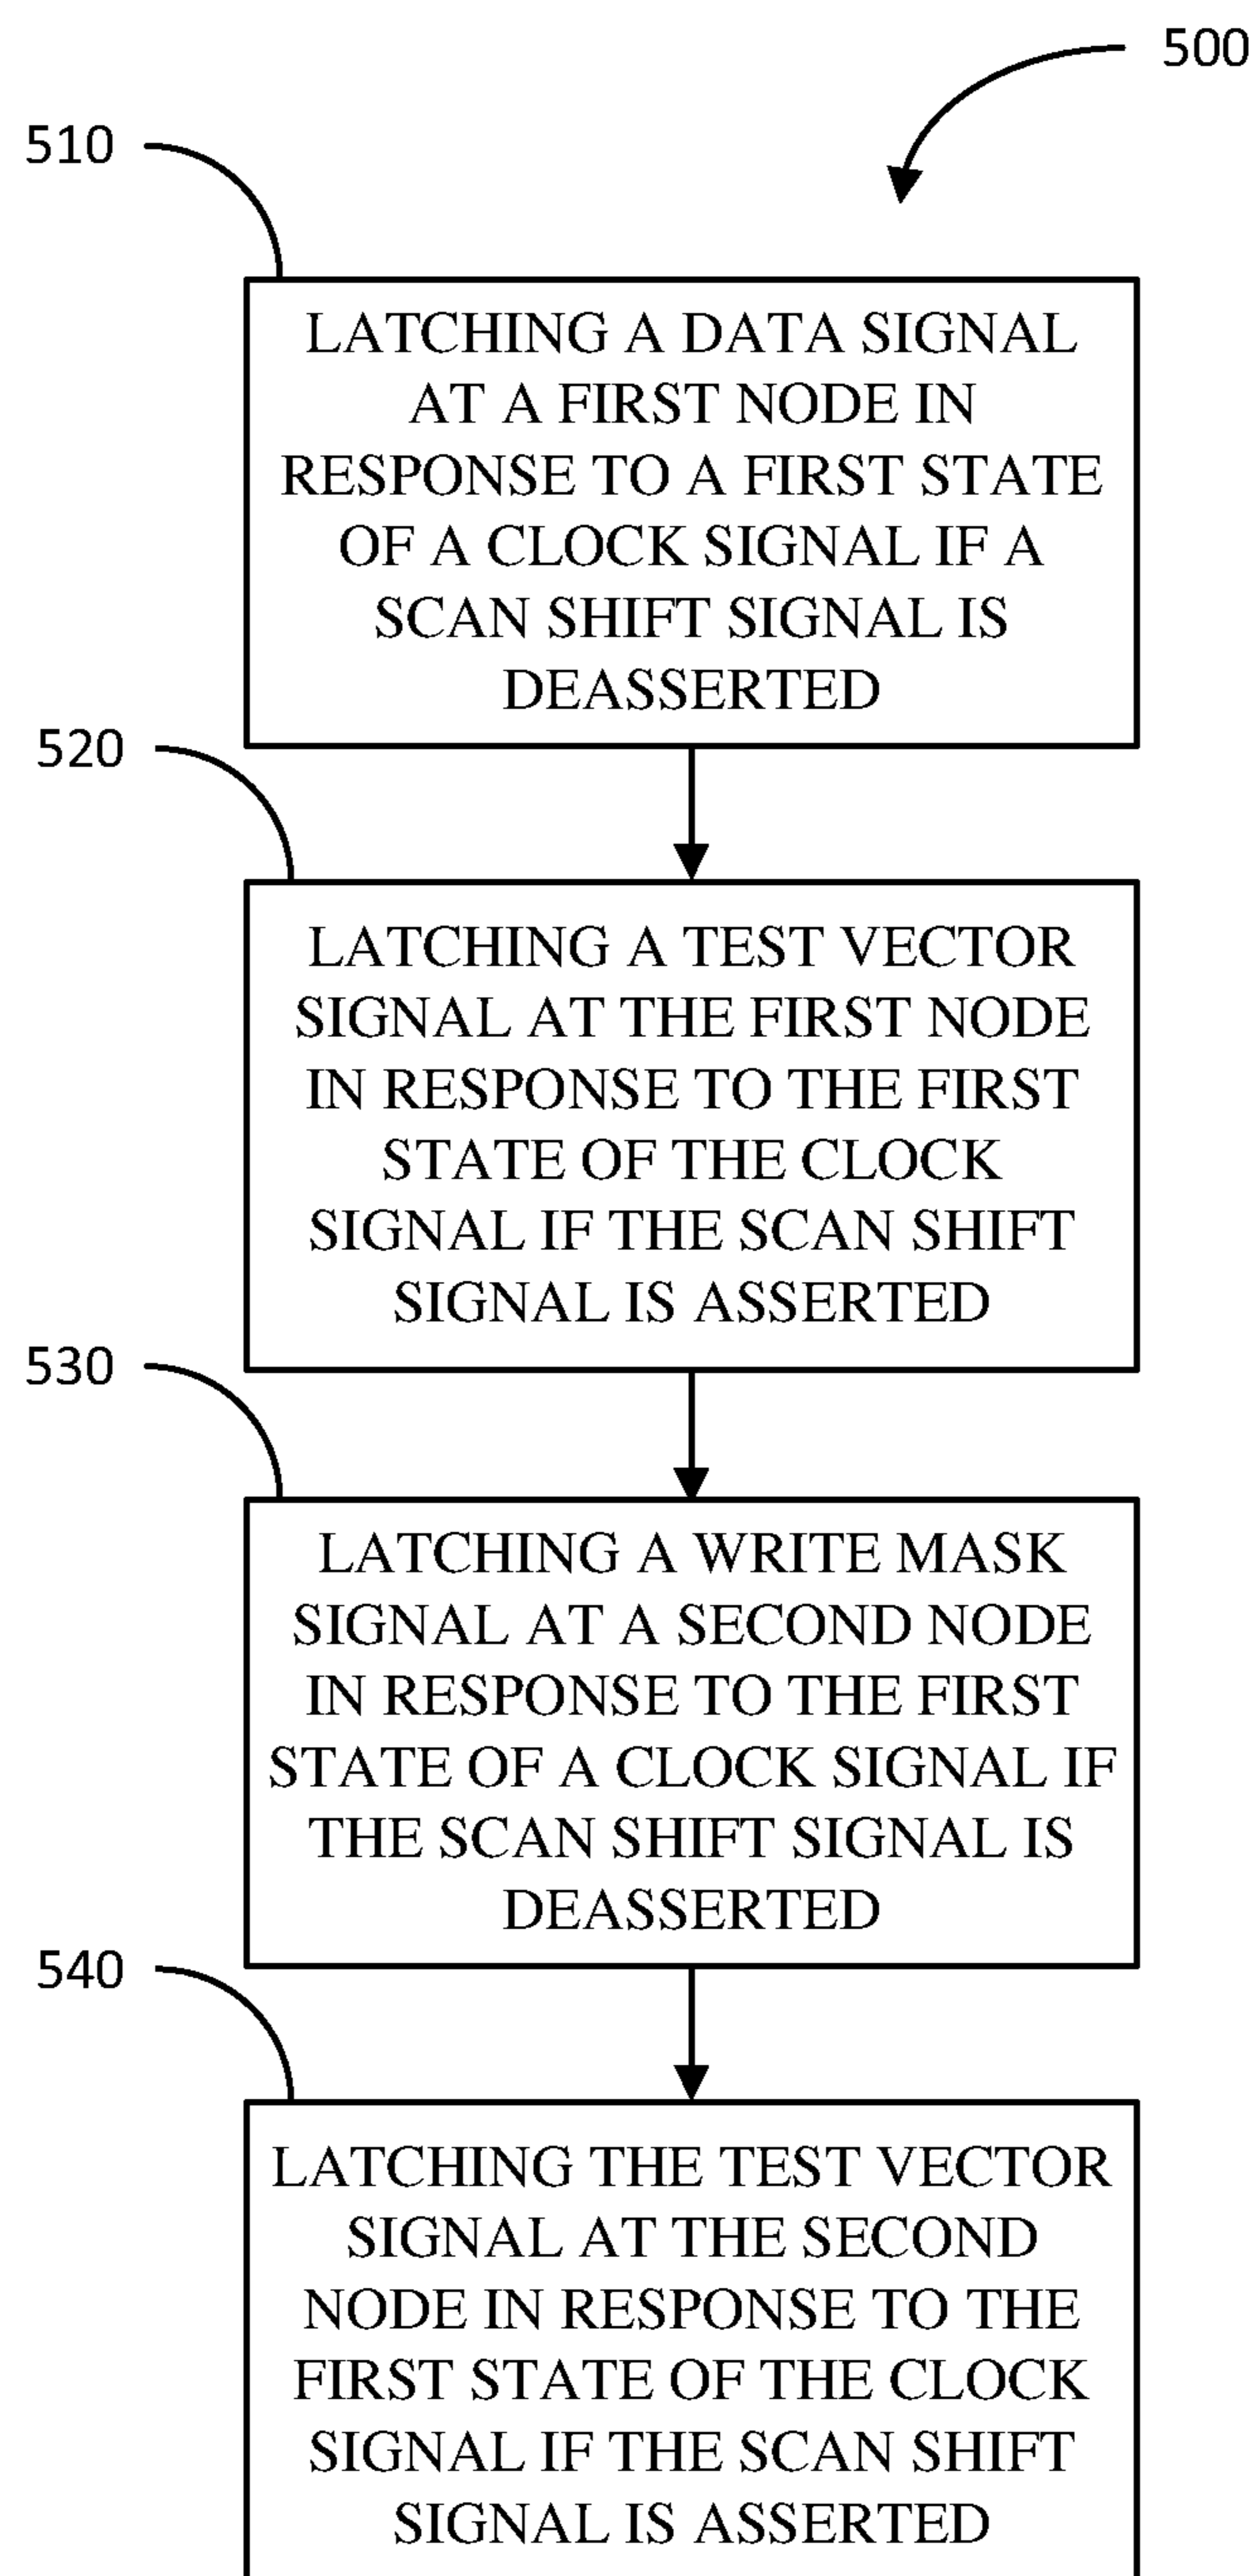 500
510
LATCHING A DATA SIGNAL
AT A FIRST NODE IN
RESPONSE TO A FIRST STATE
OF A CLOCK SIGNAL IF A
SCAN SHIFT SIGNAL IS
DEASSERTED
520
LATCHING A TEST VECTOR
SIGNAL AT THE FIRST NODE
IN RESPONSE TO THE FIRST
STATE OF THE CLOCK
SIGNAL IF THE SCAN SHIFT
SIGNAL IS ASSERTED
530
LATCHING A WRITE MASK
SIGNAL AT A SECOND NODE
IN RESPONSE TO THE FIRST
STATE OF A CLOCK SIGNAL IF
THE SCAN SHIFT SIGNAL IS
DEASSERTED
540
LATCHING THE TEST VECTOR
SIGNAL AT THE SECOND
NODE IN RESPONSE TO THE
FIRST STATE OF THE CLOCK
SIGNAL IF THE SCAN SHIFT
SIGNAL IS ASSERTED